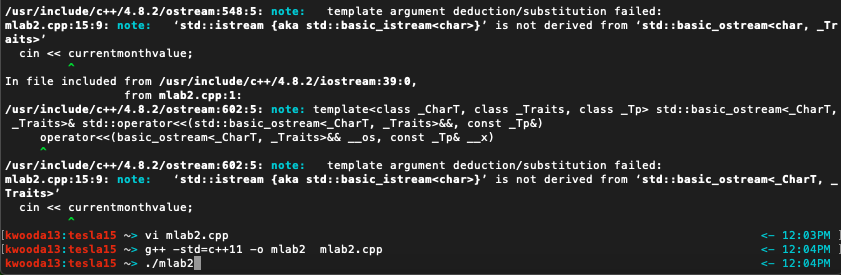 /usr/include/c++/4.8.2/ostream:548:5: note:   template argument deduction/substitution failed:
mlab2.cpp:15:9: note:   ‘std::istream {aka std::basic_istream<char>}’ is not derived from ‘std::basic_ostream<char, _Tr
aits>’
  cin << currentmonthvalue;
         ^
In file included from /usr/include/c++/4.8.2/iostream:39:0,
                 from mlab2.cpp:1:
/usr/include/c++/4.8.2/ostream:602:5: note: template<class _CharT, class _Traits, class _Tp> std::basic_ostream<_CharT,
 _Traits>& std::operator<<(std::basic_ostream<_CharT, _Traits>&&, const _Tp&)
     operator<<(basic_ostream<_CharT, _Traits>&& __os, const _Tp& __x)
     ^
/usr/include/c++/4.8.2/ostream:602:5: note:   template argument deduction/substitution failed:
mlab2.cpp:15:9: note:   ‘std::istream {aka std::basic_istream<char>}’ is not derived from ‘std::basic_ostream<_CharT, _
Traits>’
  cin << currentmonthvalue;
         ^
[kwooda13:tesla15 ~> vi mlab2.cpp <- 12:03PM ]
[kwooda13:tesla15 ~> g++ -std=c++11 -o mlab2  mlab2.cpp <- 12:04PM ]
kwooda13:tesla15 ~> ./mlab2 <- 12:04PM